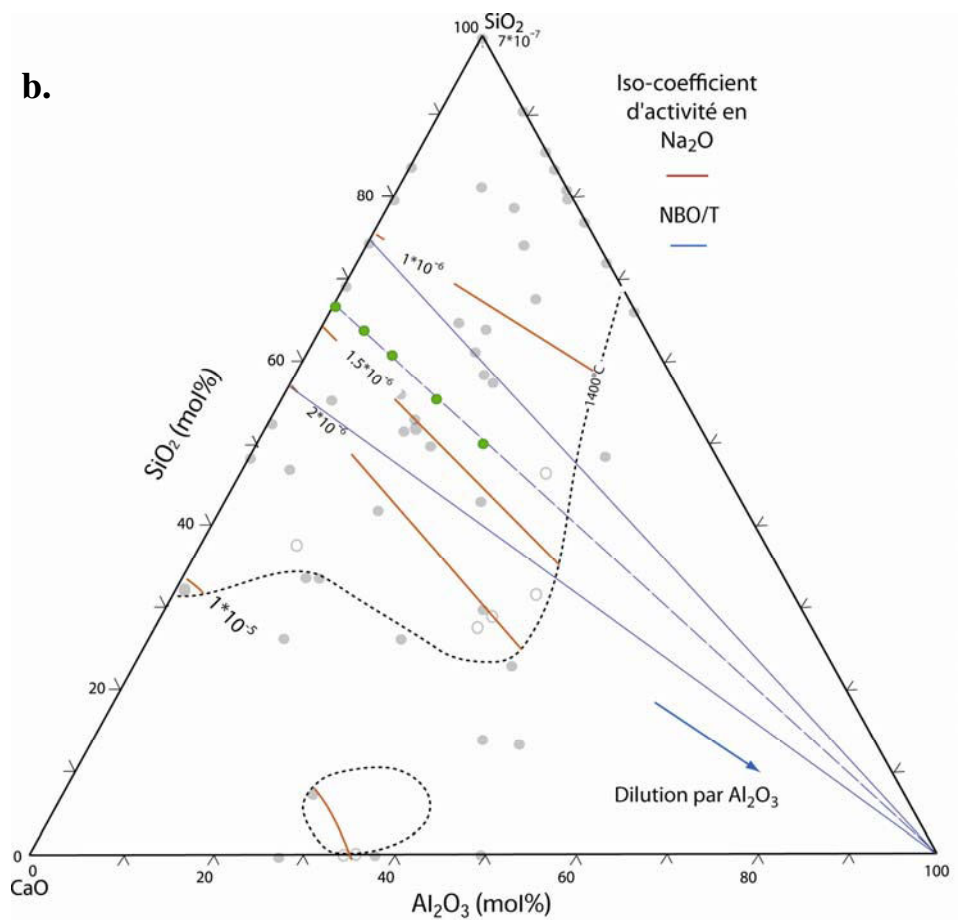 b.
SiO₂
100
7*10⁻⁷
Iso-coefficient
d'activité en
Na₂O
NBO/T
80
1*10⁻⁶
60
1.5*10⁻⁶
1400°C
2*10⁻⁶
SiO₂ (mol%)
40
1*10⁻⁵
20
Dilution par Al₂O₃
0
0
20
40
60
80
100
CaO
Al₂O₃ (mol%)